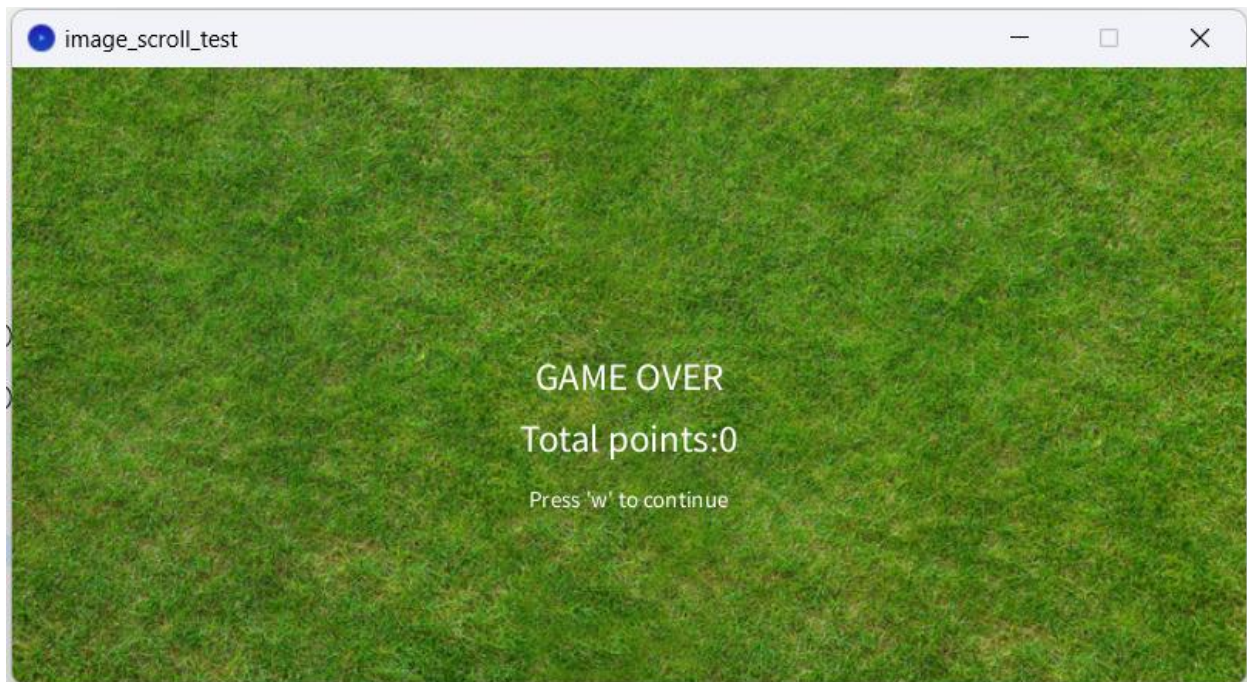 image_scroll_test
GAME OVER
Total points:0
Press 'w' to continue